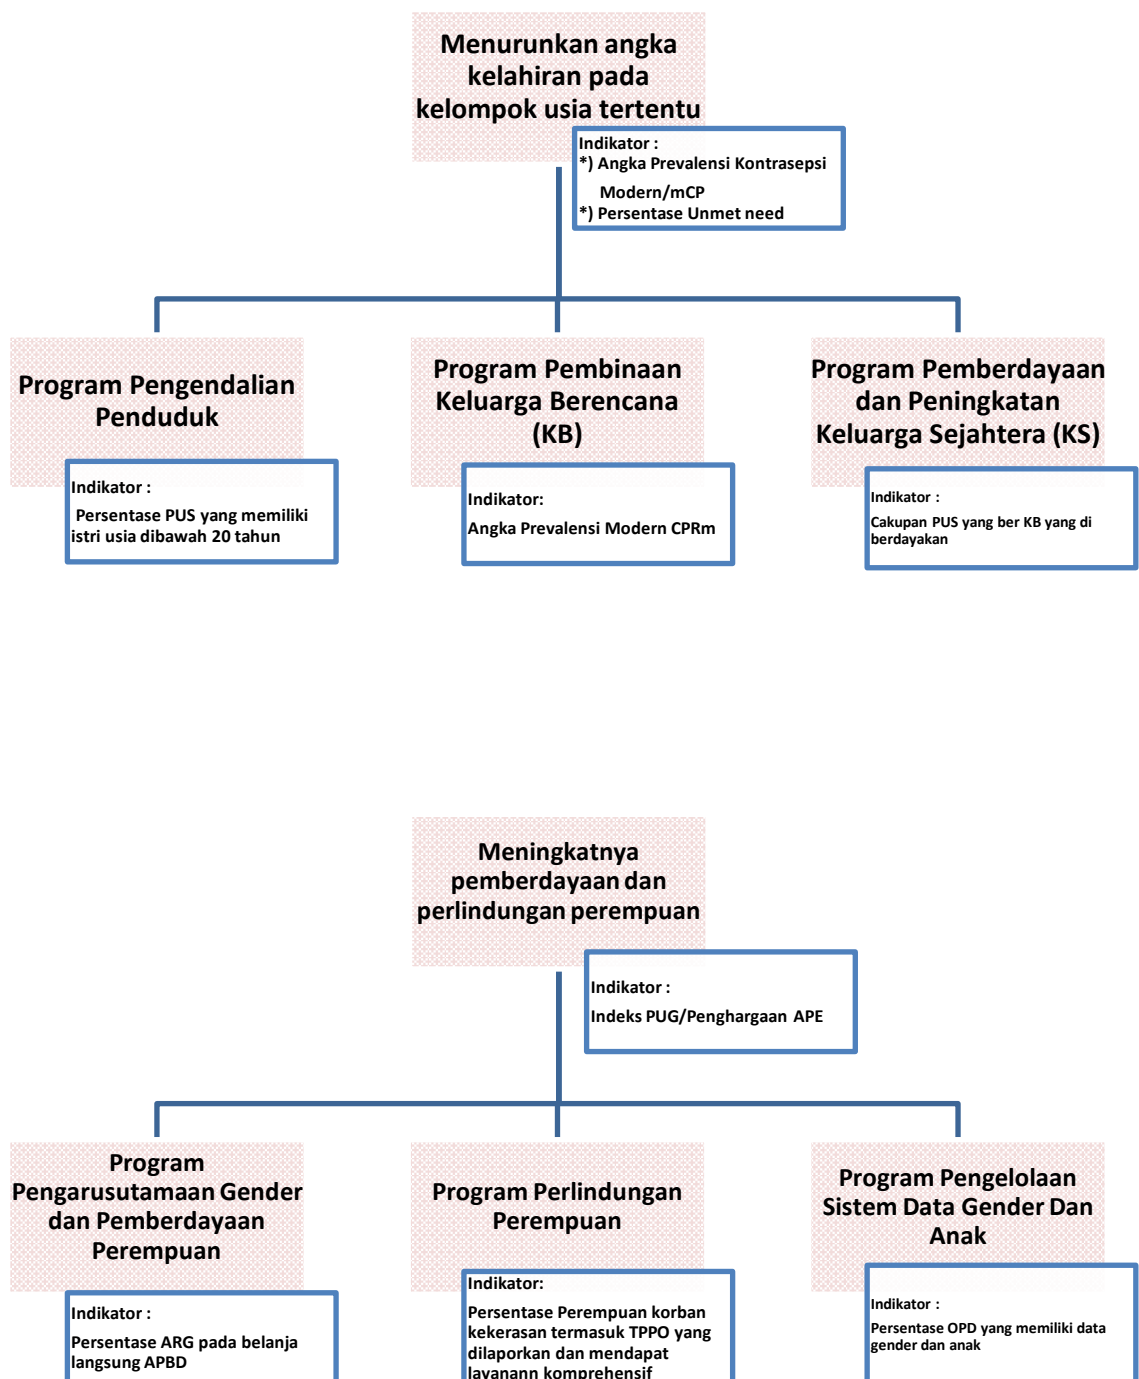 Menurunkan angka
kelahiran pada
kelompok usia tertentu
Indikator :
*) Angka Prevalensi Kontrasepsi
Modern/mCP
*) Persentase Unmet need
Program Pengendalian
Penduduk
Indikator :
Persentase PUS yang memiliki
istri usia dibawah 20 tahun
Program Pembinaan
Keluarga Berencana
(KB)
Indikator:
Angka Prevalensi Modern CPRm
Program Pemberdayaan
dan Peningkatan
Keluarga Sejahtera (KS)
Indikator :
Cakupan PUS yang ber KB yang di
berdayakan
Meningkatnya
pemberdayaan dan
perlindungan perempuan
Indikator :
Indeks PUG/Penghargaan APE
Program
Pengarusutamaan Gender
dan Pemberdayaan
Perempuan
Indikator :
Persentase ARG pada belanja
langsung APBD
Program Perlindungan
Perempuan
Indikator:
Persentase Perempuan korban
kekerasan termasuk TPPO yang
dilaporkan dan mendapat
layanann komprehensif
Program Pengelolaan
Sistem Data Gender Dan
Anak
Indikator :
Persentase OPD yang memiliki data
gender dan anak